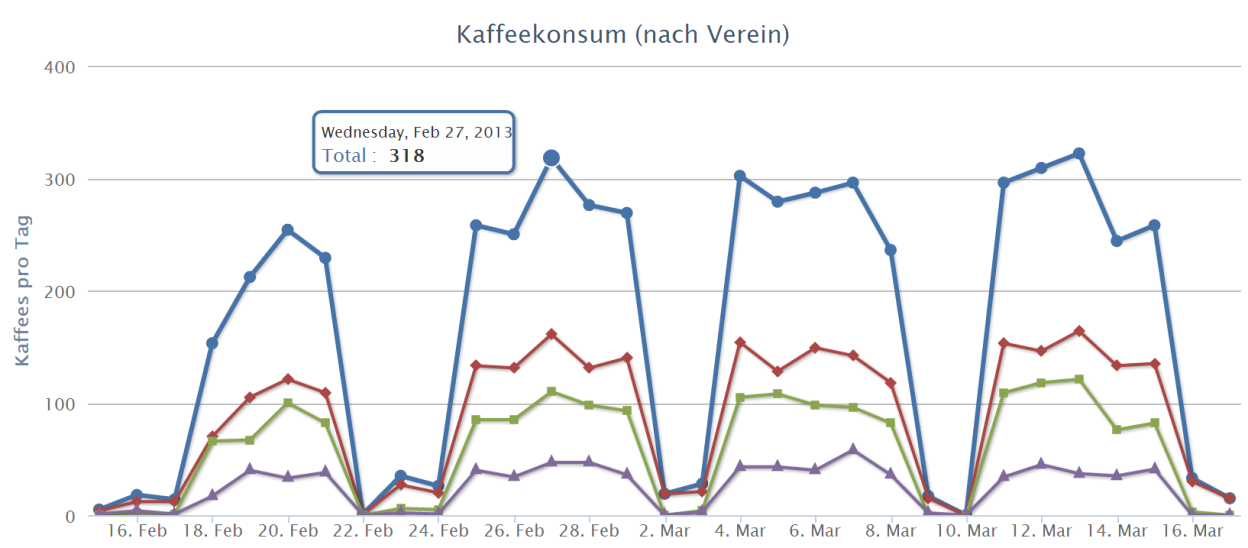 Kaffeekonsum (nach Verein)
400
Wednesday, Feb 27, 2013
Total : 318
300
200
100
0
Kaffees pro Tag
16. Feb 18. Feb 20. Feb 22. Feb 24. Feb 26. Feb 28. Feb 2. Mar 4. Mar 6. Mar 8. Mar 10. Mar 12. Mar 14. Mar 16. Mar